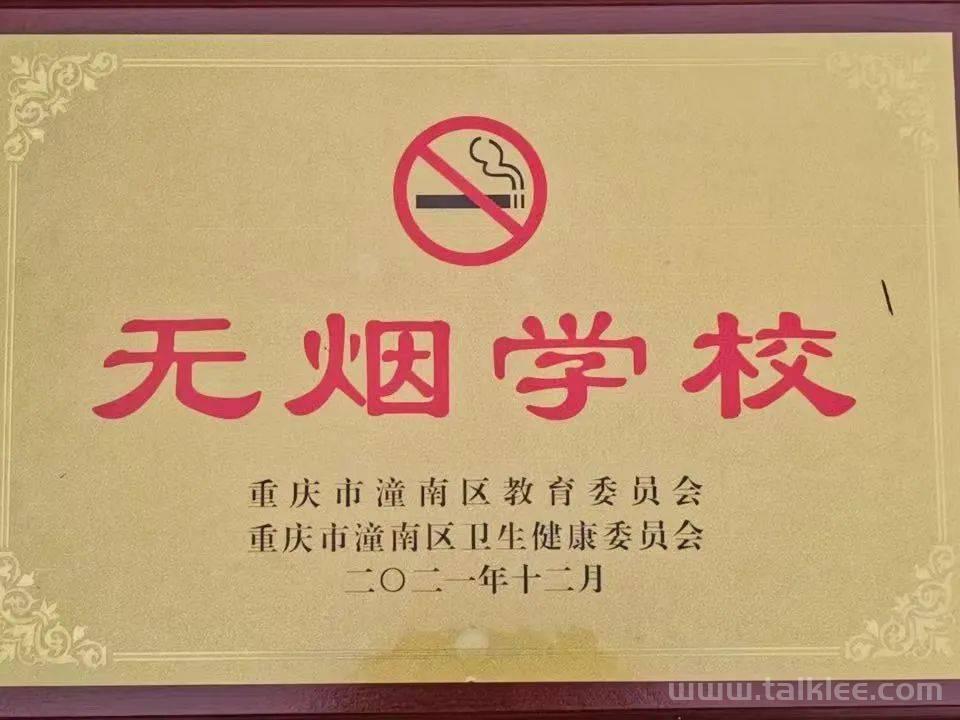 无烟学校
重庆市潼南区教育委员会
重庆市潼南区卫生健康委员会
二〇二一年十二月
www.talklee.com